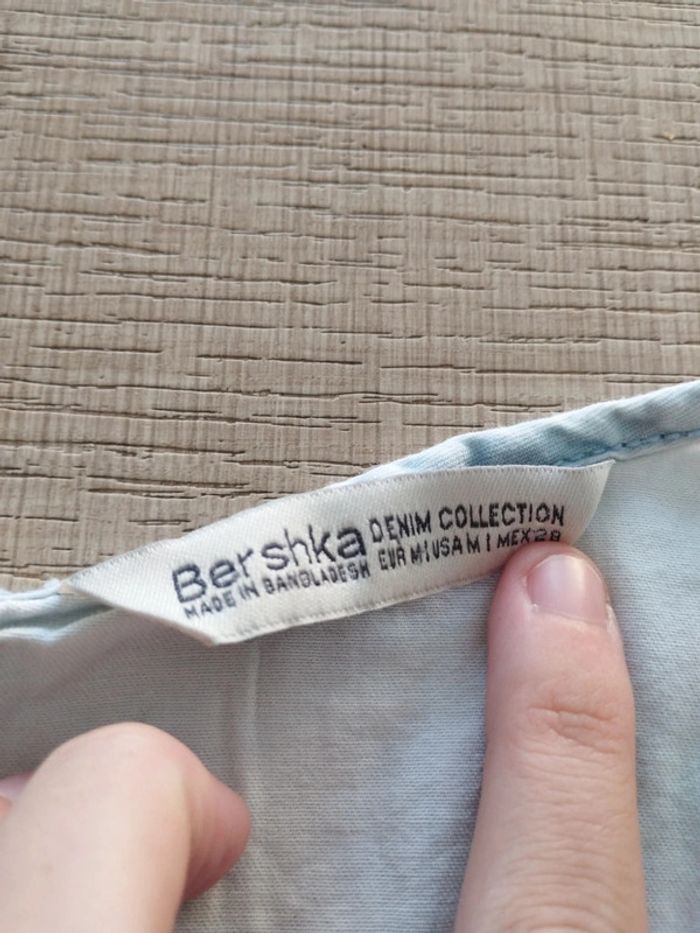 Bershka
MADE IN BANGLADESH
DENIM COLLECTION
EUR M | USA M | MEX 28